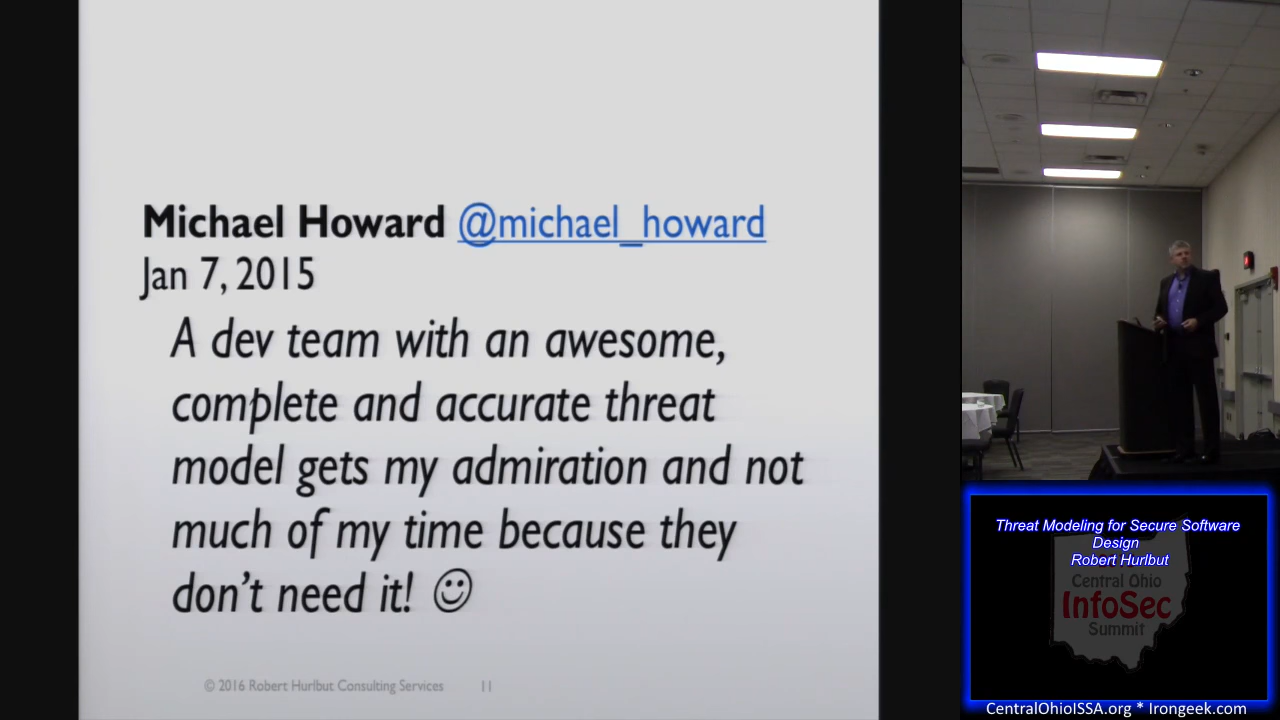 Michael Howard @michael_howard
Jan 7, 2015
A dev team with an awesome,
complete and accurate threat
model gets my admiration and not
much of my time because they
don’t need it! ☺
© 2016 Robert Hurlbut Consulting Services 11
Threat Modeling for Secure Software
Design
Robert Hurlbut
Central Ohio
InfoSec
Summit
CentralOhioISSA.org * Irongeek.com